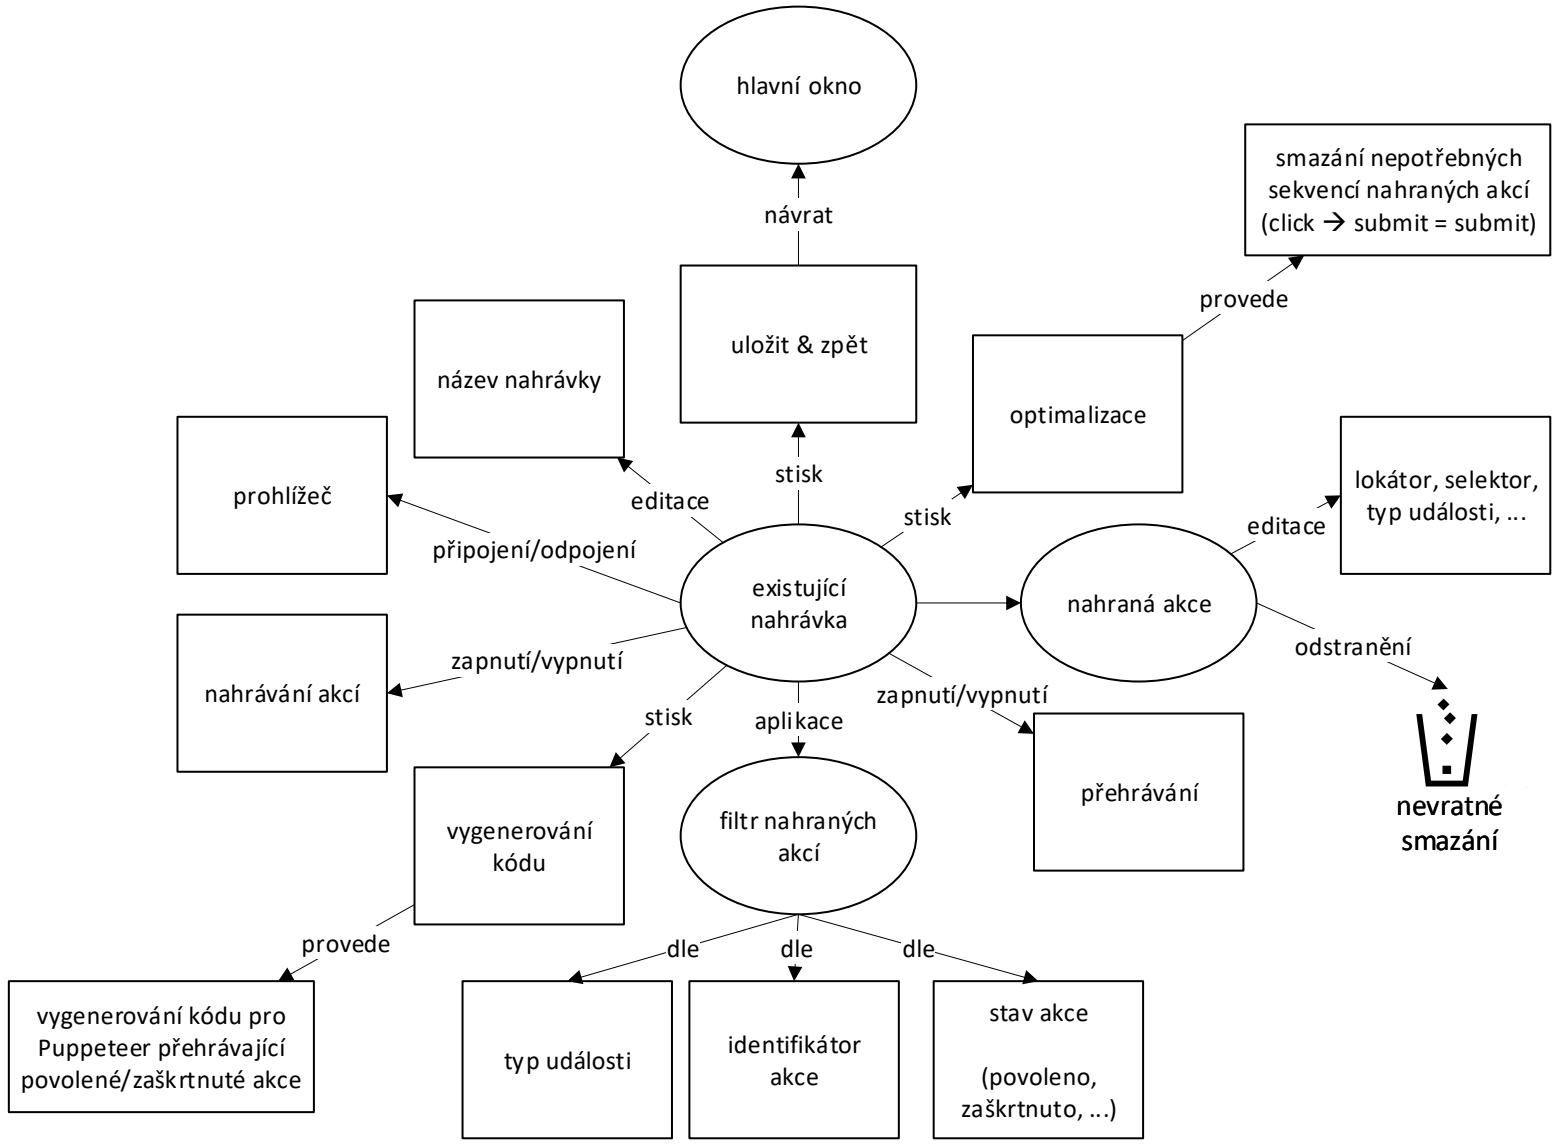 hlavní okno
smazání nepotřebných
sekvencí nahraných akcí
(click → submit = submit)
návrat
provede
uložit & zpět
název nahrávky
optimalizace
prohlížeč
stisk
lokátor, selektor,
typ události, ...
editace
stisk
editace
připojení/odpojení
existující
nahrávka
nahraná akce
odstranění
zapnutí/vypnutí
nahrávání akcí
stisk
aplikace
zapnutí/vypnutí
přehrávání
nevratné
smazání
vygenerování
kódu
filtr nahraných
akcí
provede
dle
dle
dle
vygenerování kódu pro
Puppeteer přehrávající
povolené/zaškrtnuté akce
typ události
identifikátor
akce
stav akce
(povoleno,
zaškrtnuto, ...)